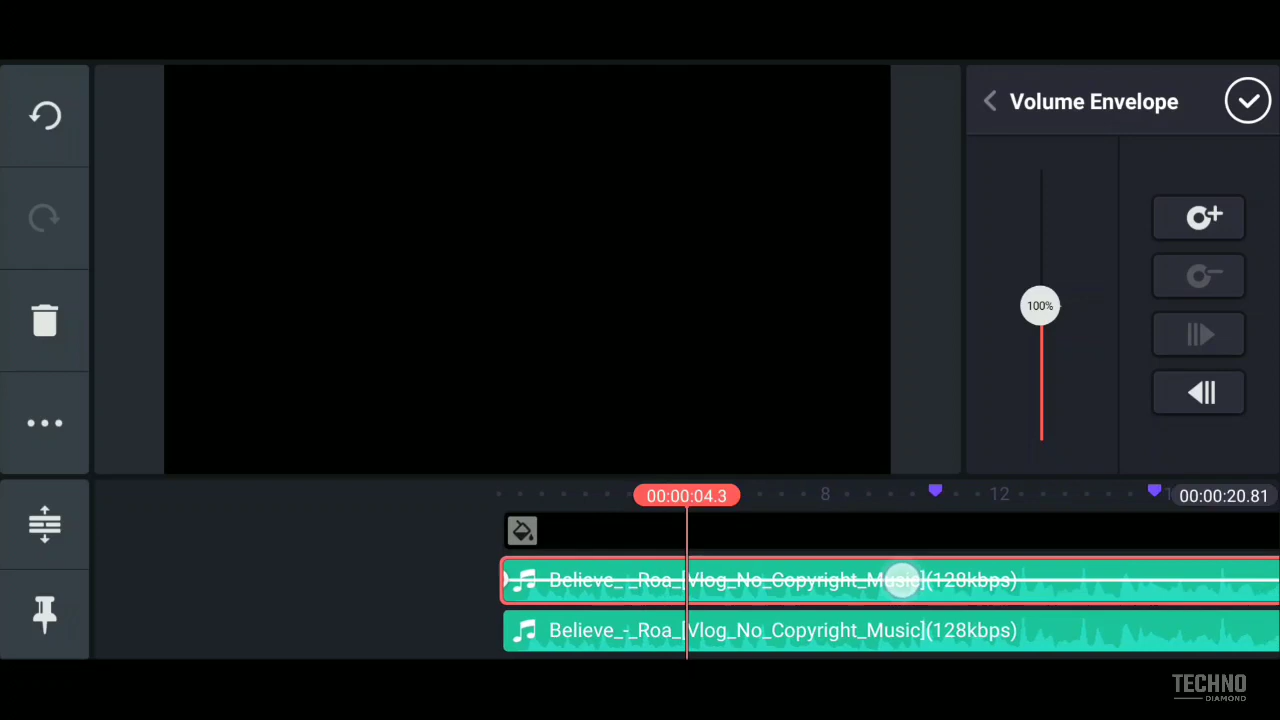 Volume Envelope
100%
00:00:04.3
8
12
00:00:20.81
Believe_-_Roa_[Vlog_No_Copyright_Music](128kbps)
Believe_-_Roa_[Vlog_No_Copyright_Music](128kbps)
TECHNO
DIAMOND